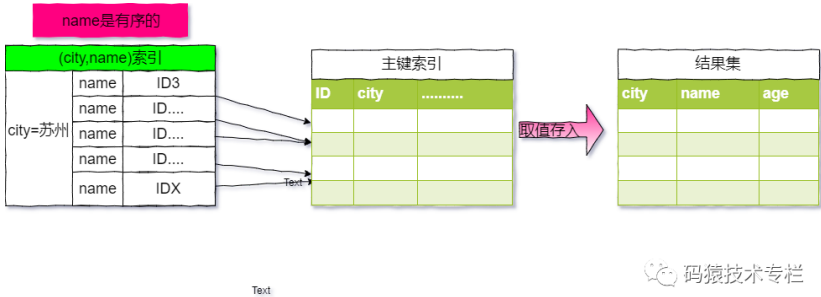 name是有序的
(city,name)索引
city=苏州
name ID3
name ID....
name ID....
name ID....
name IDX
Text
主键索引
ID city ..........
取值存入
结果集
city name age
Text
码猿技术专栏